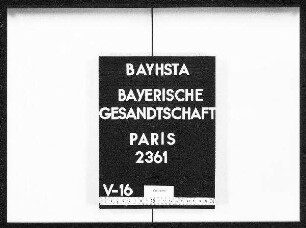 BAYHSTA
BAYERISCHE
GESANDTSCHAFT
PARIS
2361
V-16